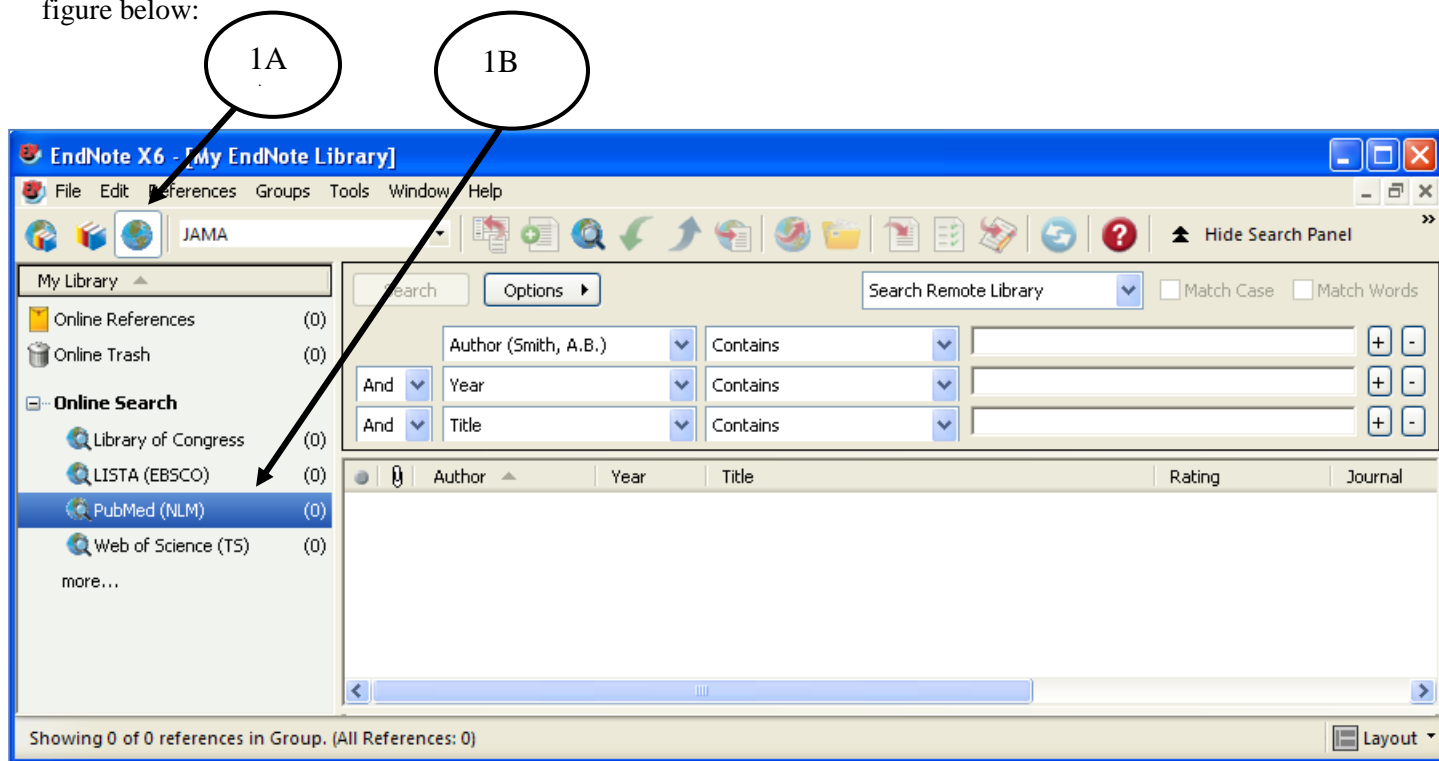 figure below:
1A
1B
EndNote X6 - [My EndNote Library]
File Edit References Groups Tools Window Help
JAMA
Hide Search Panel
My Library
Search Options Search Remote Library Match Case Match Words
Online References (0)
Online Trash (0)
Author (Smith, A.B.) Contains + -
And Year Contains + -
And Title Contains + -
Online Search
Library of Congress (0)
LISTA (EBSCO) (0)
PubMed (NLM) (0)
Web of Science (TS) (0)
more...
Author Year Title Rating Journal
Showing 0 of 0 references in Group. (All References: 0)
Layout